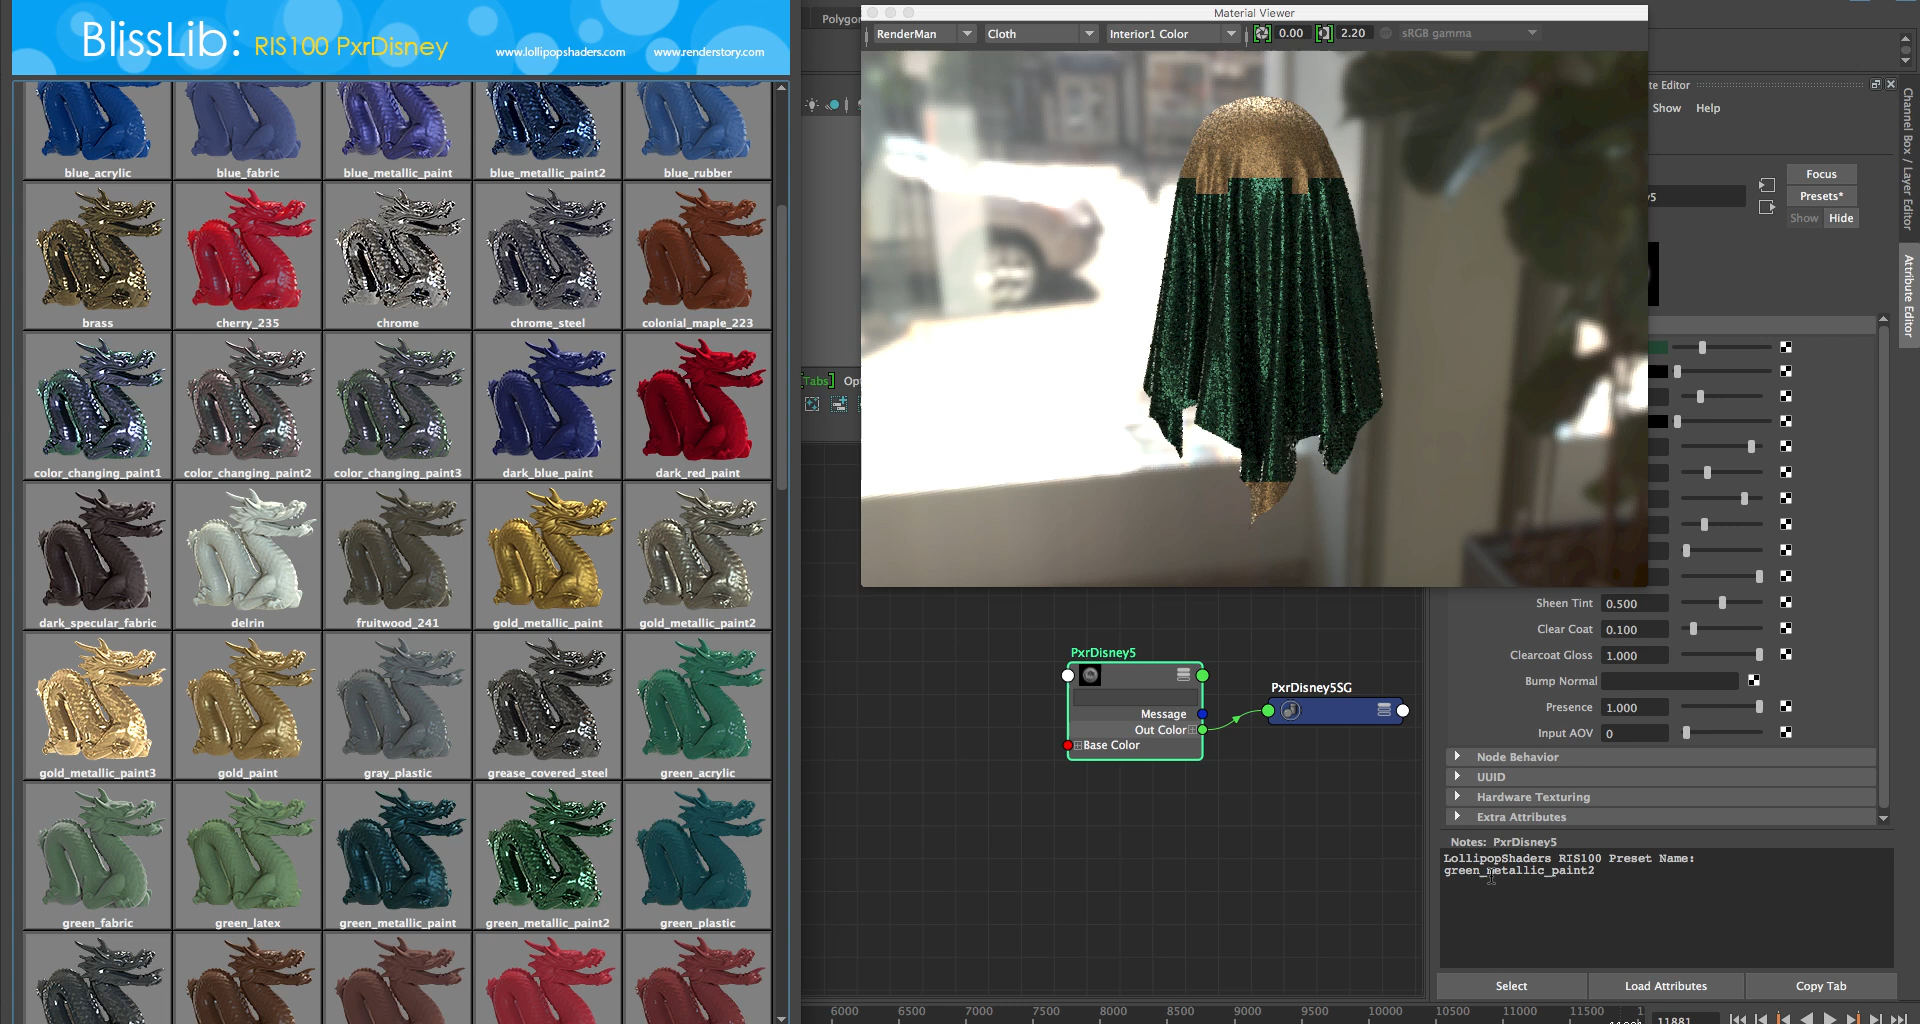 BlissLib: RIS100 PxrDisney
www.lollipopshaders.com
www.renderstory.com
blue_acrylic
blue_fabric
blue_metallic_paint
blue_metallic_paint2
blue_rubber
brass
cherry_235
chrome
chrome_steel
colonial_maple_223
color_changing_paint1
color_changing_paint2
color_changing_paint3
dark_blue_paint
dark_red_paint
dark_specular_fabric
delrin
fruitwood_241
gold_metallic_paint
gold_metallic_paint2
gold_metallic_paint3
gold_paint
gray_plastic
grease_covered_steel
green_acrylic
green_fabric
green_latex
green_metallic_paint
green_metallic_paint2
green_plastic
Polygon
Material Viewer
RenderMan
Cloth
Interior1 Color
0.00
2.20
sRGB gamma
te Editor
Show
Help
Focus
Presets*
Show
Hide
Channel Box / Layer Editor
Attribute Editor
Tabs
Opt
Sheen Tint 0.500
Clear Coat 0.100
Clearcoat Gloss 1.000
Bump Normal
Presence 1.000
Input AOV 0
Node Behavior
UUID
Hardware Texturing
Extra Attributes
PxrDisney5
Message
Out Color
Base Color
PxrDisney5SG
Notes: PxrDisney5
LollipopShaders RIS100 Preset Name:
green_metallic_paint2
Select
Load Attributes
Copy Tab
6000 6500 7000 7500 8000 8500 9000 9500 10000 10500 11000 11500
11881